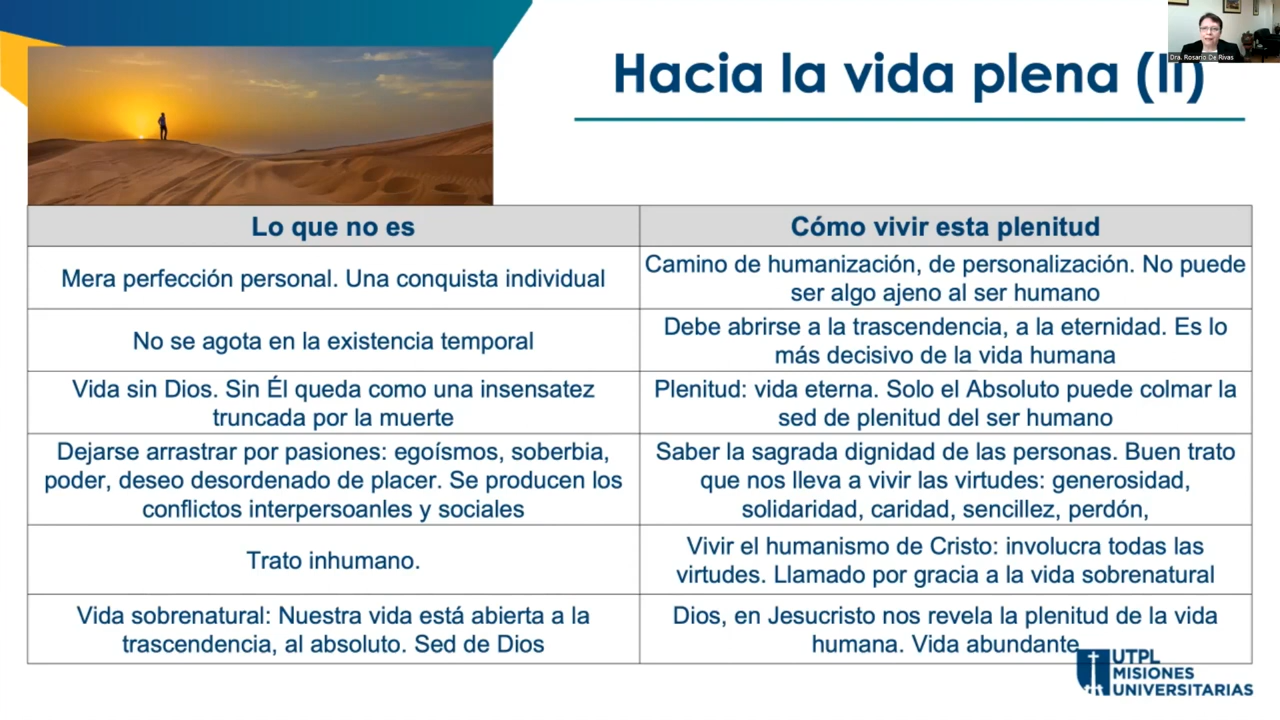 Dra. Rosario De Rivas
Hacia la vida plena (II)
Lo que no es
Cómo vivir esta plenitud
Mera perfección personal. Una conquista individual
Camino de humanización, de personalización. No puede
ser algo ajeno al ser humano
No se agota en la existencia temporal
Debe abrirse a la trascendencia, a la eternidad. Es lo
más decisivo de la vida humana
Vida sin Dios. Sin Él queda como una insensatez
truncada por la muerte
Plenitud: vida eterna. Solo el Absoluto puede colmar la
sed de plenitud del ser humano
Dejarse arrastrar por pasiones: egoísmos, soberbia,
poder, deseo desordenado de placer. Se producen los
conflictos interpersoanles y sociales
Saber la sagrada dignidad de las personas. Buen trato
que nos lleva a vivir las virtudes: generosidad,
solidaridad, caridad, sencillez, perdón,
Trato inhumano.
Vivir el humanismo de Cristo: involucra todas las
virtudes. Llamado por gracia a la vida sobrenatural
Vida sobrenatural: Nuestra vida está abierta a la
trascendencia, al absoluto. Sed de Dios
Dios, en Jesucristo nos revela la plenitud de la vida
humana. Vida abundante
UTPL
MISIONES
UNIVERSITARIAS